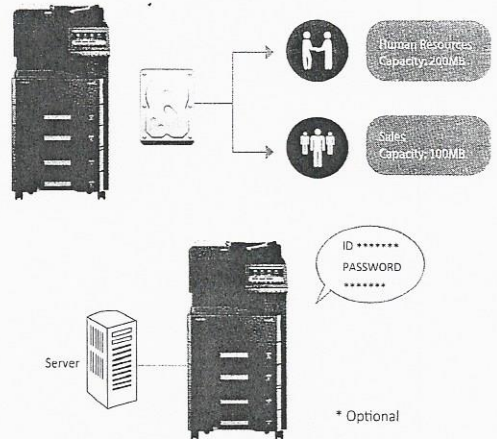 Human Resources
Capacity: 200MB
Sales
Capacity: 100MB
ID *******
PASSWORD
*******
Server
* Optional